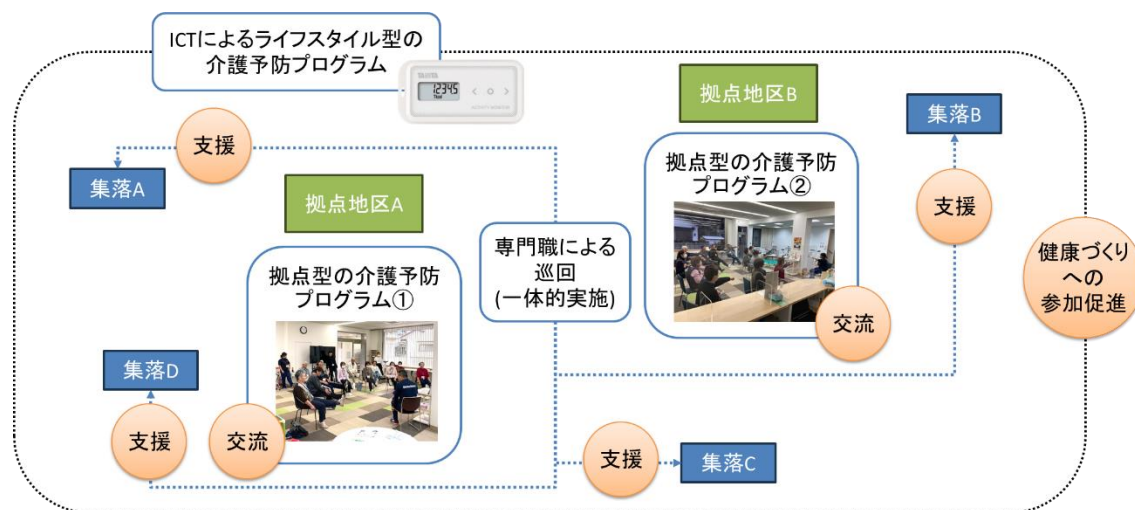 ICTによるライフスタイル型の
介護予防プログラム
TANITA
12345
拠点地区B
集落B
支援
集落A
拠点地区A
拠点型の介護予防
プログラム②
支援
専門職による
巡回
(一体的実施)
健康づくり
への
参加促進
拠点型の介護予防
プログラム①
交流
集落D
支援
交流
支援
集落C